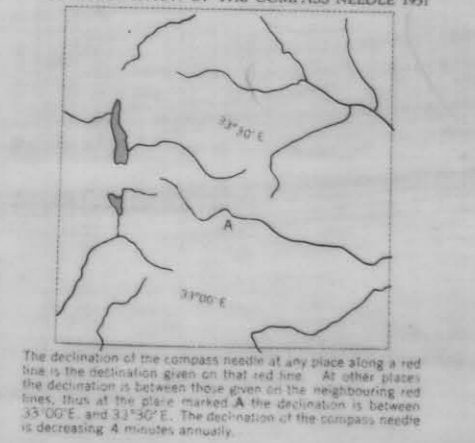 OF THE COMPASS NEEDLE 1951
33°30'E
A
33°00'E
The declination of the compass needle at any place along a red
line is the declination given on that red line. At other places
the declination is between those given on the neighbouring red
lines, thus at the place marked A the declination is between
33°00'E. and 33°30'E. The declination of the compass needle
is decreasing 4 minutes annually.